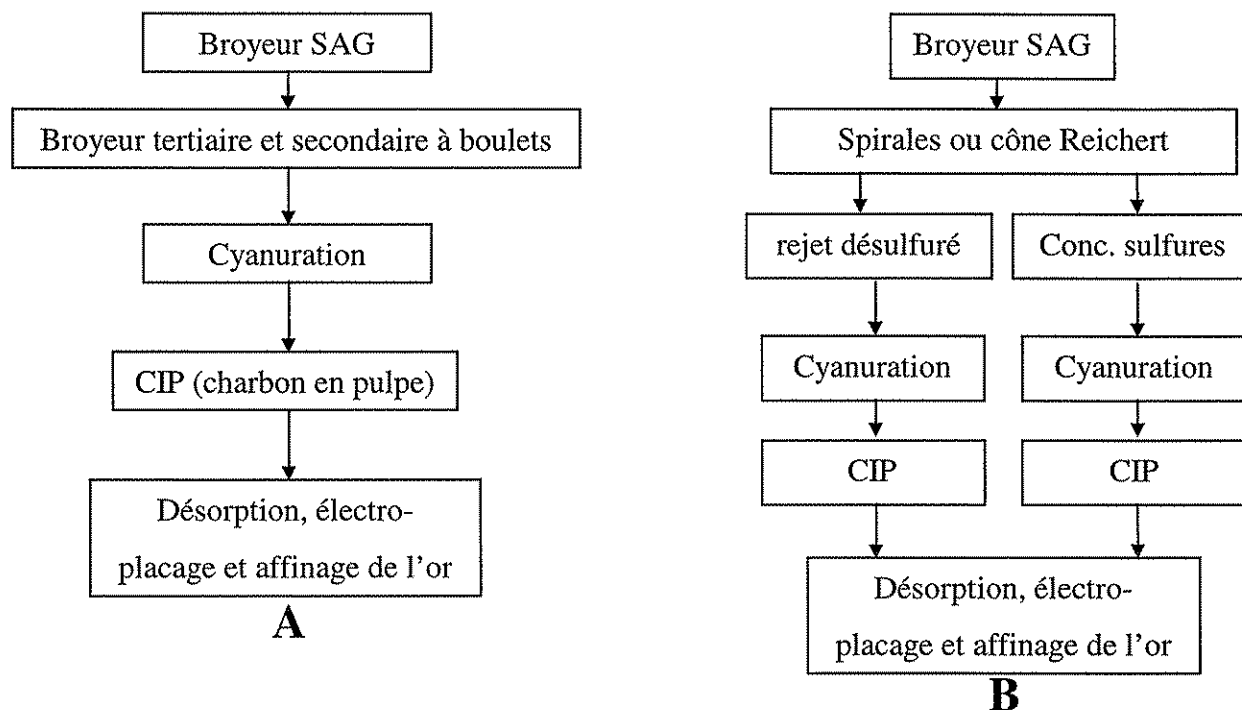 Broyeur SAG
Broyeur tertiaire et secondaire à boulets
Cyanuration
CIP (charbon en pulpe)
Désorption, électro-
placage et affinage de l'or
A
Broyeur SAG
Spirales ou cône Reichert
rejet désulfuré
Conc. sulfures
Cyanuration
Cyanuration
CIP
CIP
Désorption, électro-
placage et affinage de l'or
B